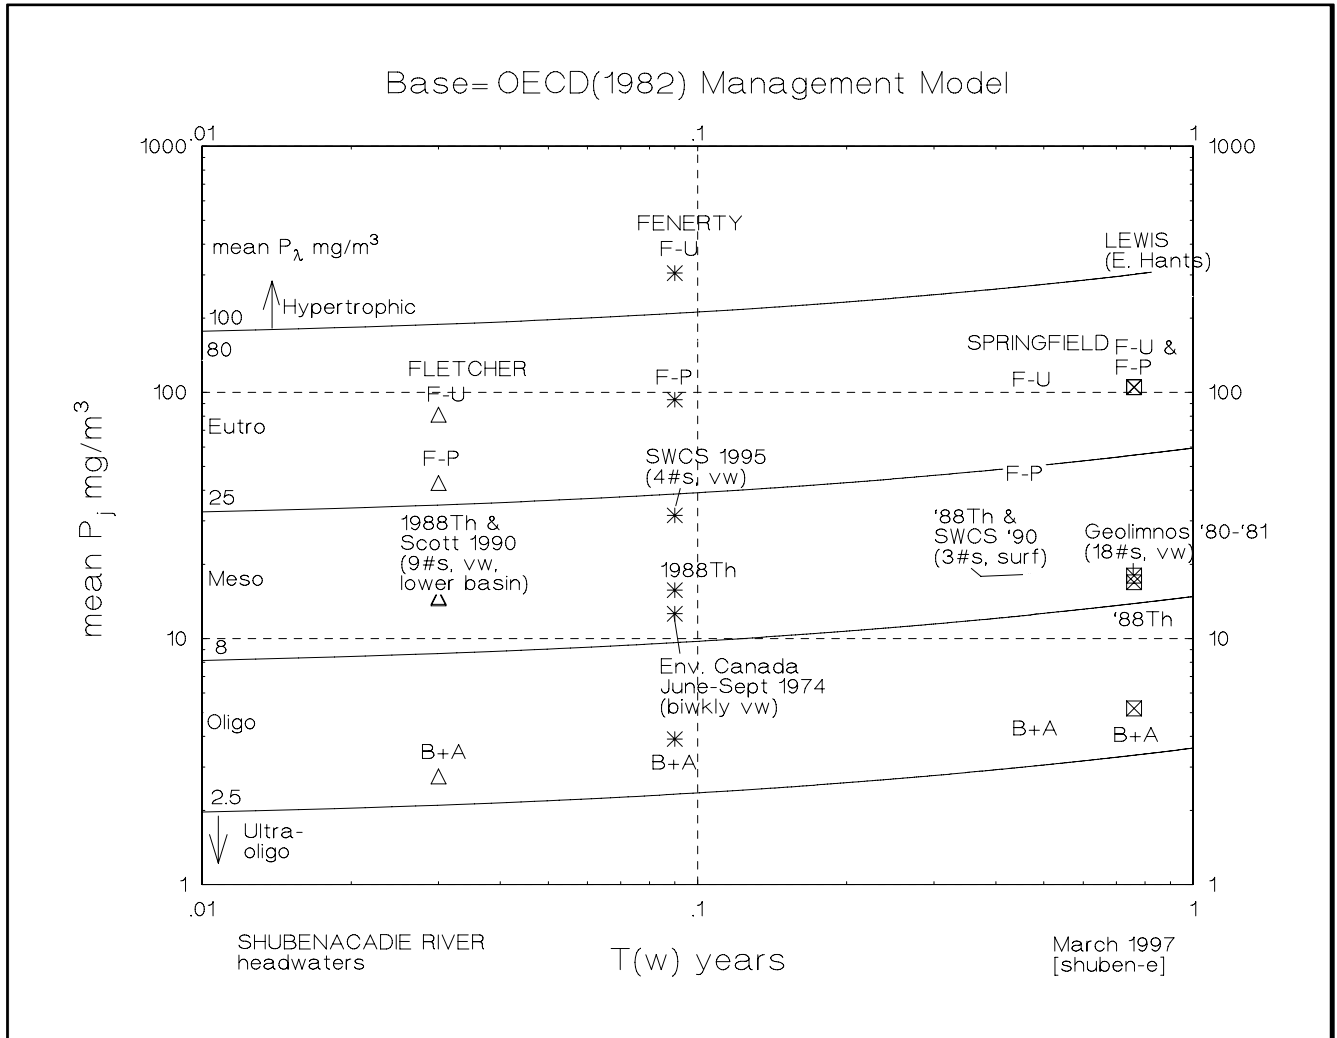 Base= OECD(1982) Management Model
.01 .1 1
1000 1000
FENERTY
F-U
mean Pλ mg/m³
LEWIS
(E. Hants)
Hypertrophic
100
80
SPRINGFIELD F-U &
F-P
FLETCHER
F-U
F-P
F-U
100 100
Eutro
F-P
SWCS 1995
(4#s, vw)
F-P
25
1988Th &
Scott 1990
(9#s, vw,
lower basin)
'88Th &
SWCS '90
(3#s, surf)
Geolimnos '80-'81
(18#s, vw)
Meso
1988Th
'88Th
10 10
8
Env. Canada
June-Sept 1974
(biwkly vw)
Oligo
B+A
B+A
B+A
B+A
2.5
Ultra-
oligo
1 1
.01 .1 1
mean Pj mg/m³
T(w) years
SHUBENACADIE RIVER
headwaters
March 1997
[shuben-e]